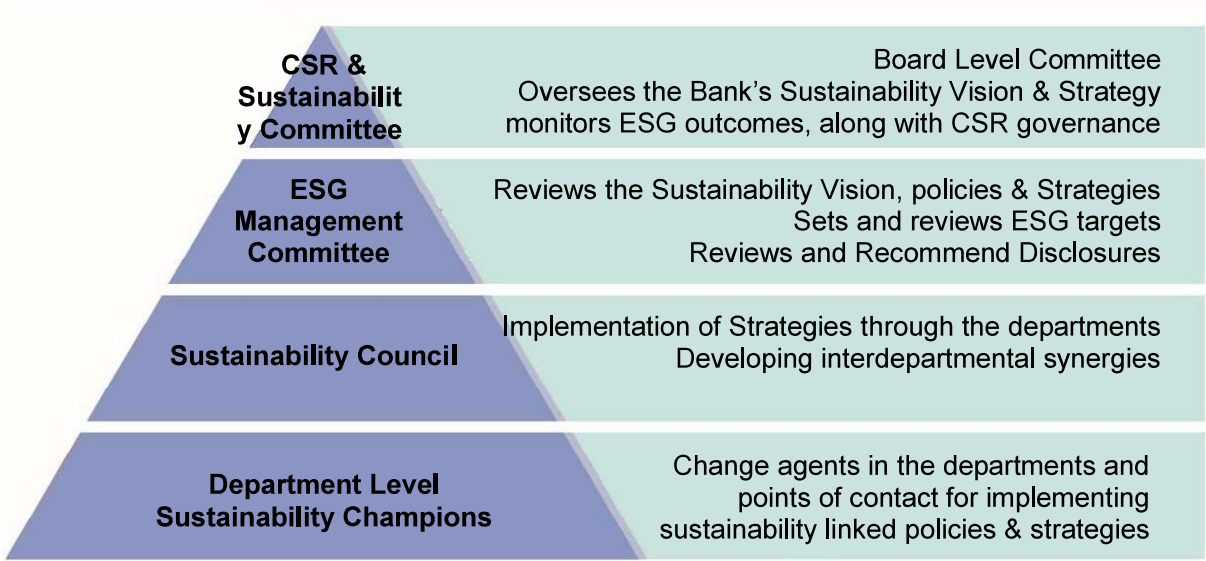 CSR &
Sustainabilit
y Committee
Board Level Committee
Oversees the Bank's Sustainability Vision & Strategy
monitors ESG outcomes, along with CSR governance
ESG
Management
Committee
Reviews the Sustainability Vision, policies & Strategies
Sets and reviews ESG targets
Reviews and Recommend Disclosures
Sustainability Council
Implementation of Strategies through the departments
Developing interdepartmental synergies
Department Level
Sustainability Champions
Change agents in the departments and
points of contact for implementing
sustainability linked policies & strategies